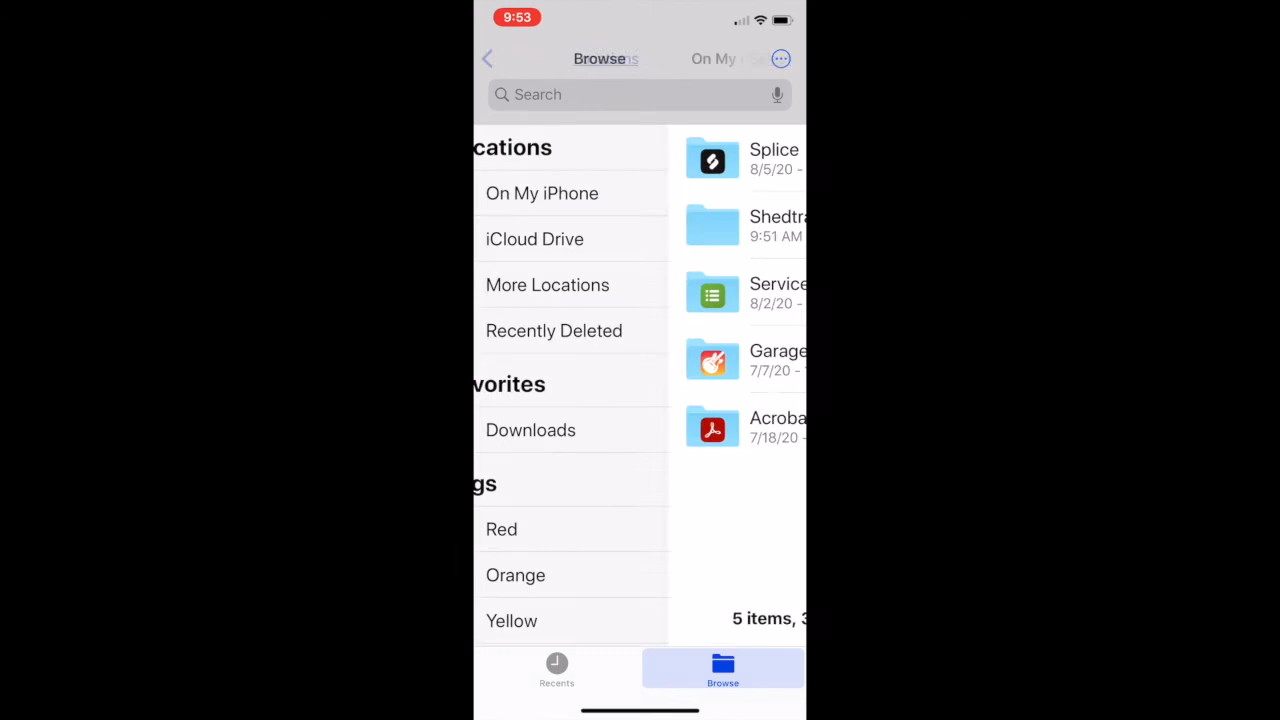 9:53
Browse
On My
Search
cations
On My iPhone
iCloud Drive
More Locations
Recently Deleted
vorites
Downloads
gs
Red
Orange
Yellow
Splice
8/5/20 -
Shedtra
9:51 AM
Service
8/2/20 -
Garage
7/7/20 -
Acroba
7/18/20 -
5 items, 3
Recents
Browse